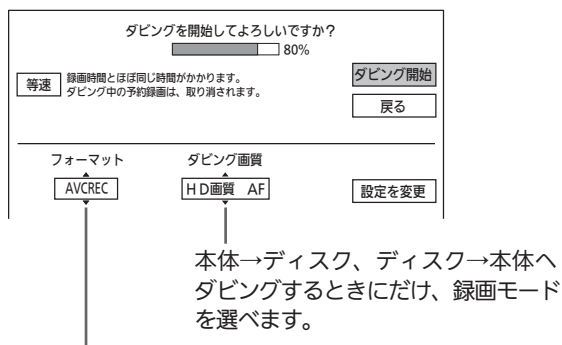 ダビングを開始してよろしいですか？
80%
等速
録画時間とほぼ同じ時間がかかります。
ダビング中の予約録画は、取り消されます。
ダビング開始
戻る
フォーマット
ダビング画質
AVCREC
HD画質 AF
設定を変更
本体→ディスク、ディスク→本体へ
ダビングするときにだけ、録画モード
を選べます。